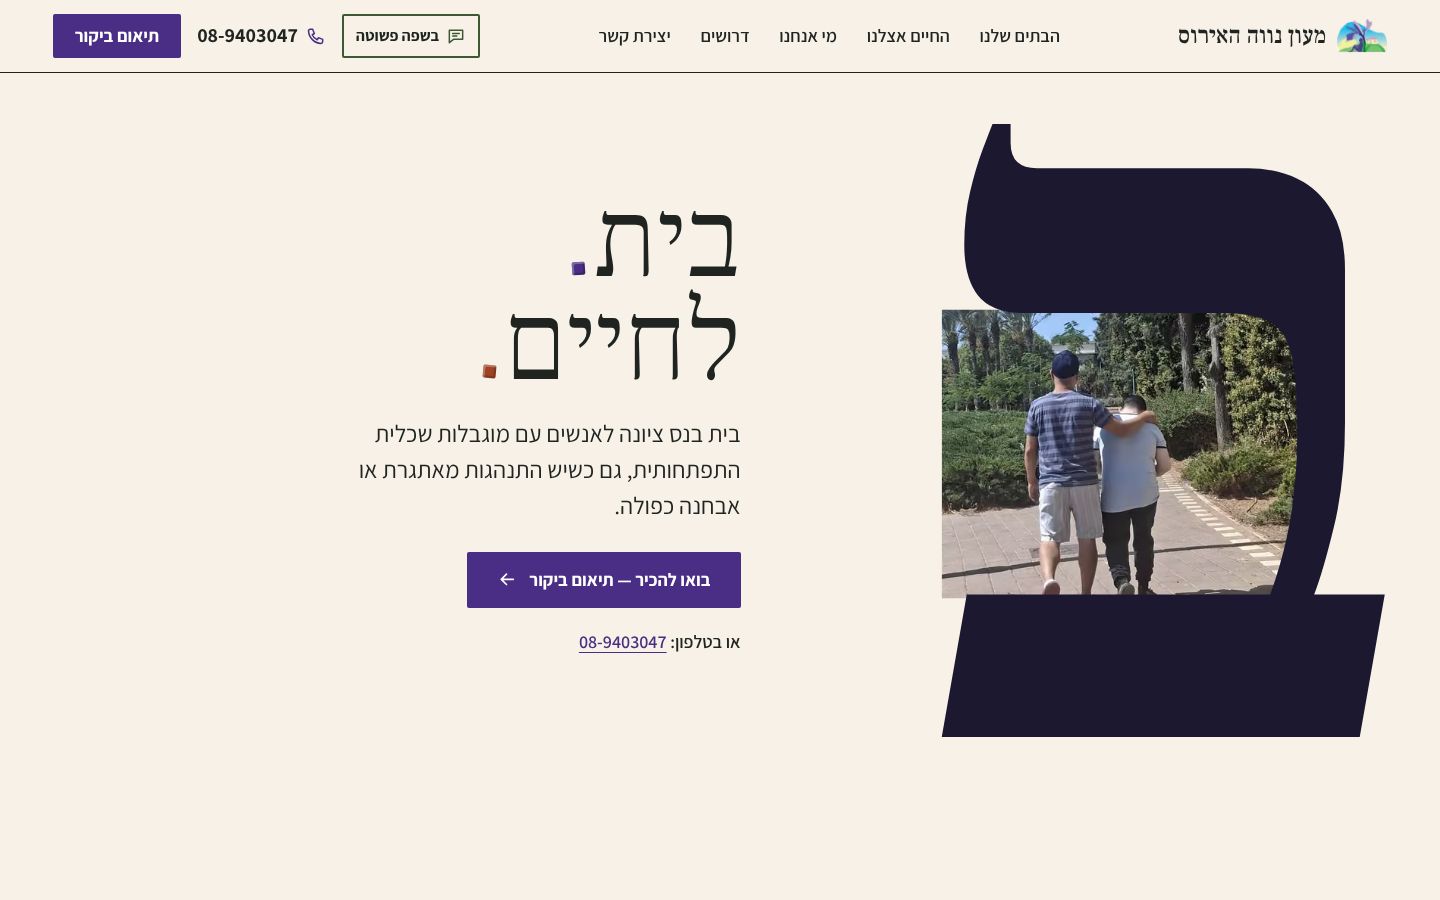 מעון נווה האירוס
הבתים שלנו
החיים אצלנו
מי אנחנו
דרושים
יצירת קשר
בשפה פשוטה
08-9403047
תיאום ביקור
ב
בית.
לחיים.
בית בנס ציונה לאנשים עם מוגבלות שכלית
התפתחותית, גם כשיש התנהגות מאתגרת או
אבחנה כפולה.
בואו להכיר — תיאום ביקור ←
או בטלפון: 08-9403047